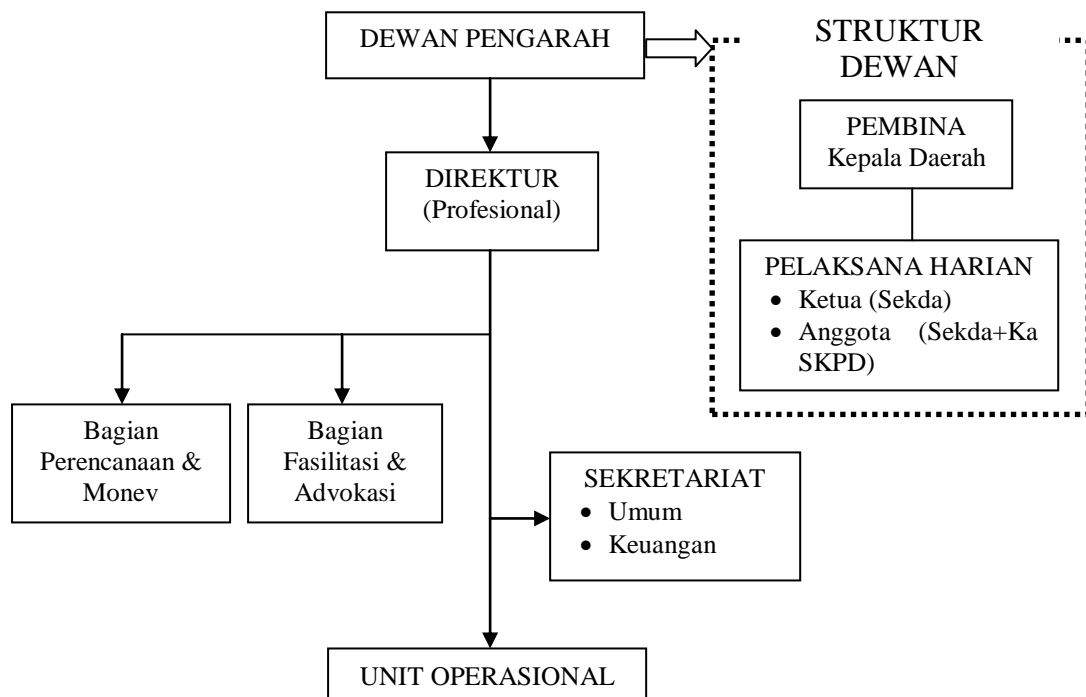 DEWAN PENGARAH
STRUKTUR
DEWAN
PEMBINA
Kepala Daerah
DIREKTUR
(Profesional)
PELAKSANA HARIAN
• Ketua (Sekda)
• Anggota (Sekda+Ka
SKPD)
Bagian
Perencanaan &
Monev
Bagian
Fasilitasi &
Advokasi
SEKRETARIAT
• Umum
• Keuangan
UNIT OPERASIONAL